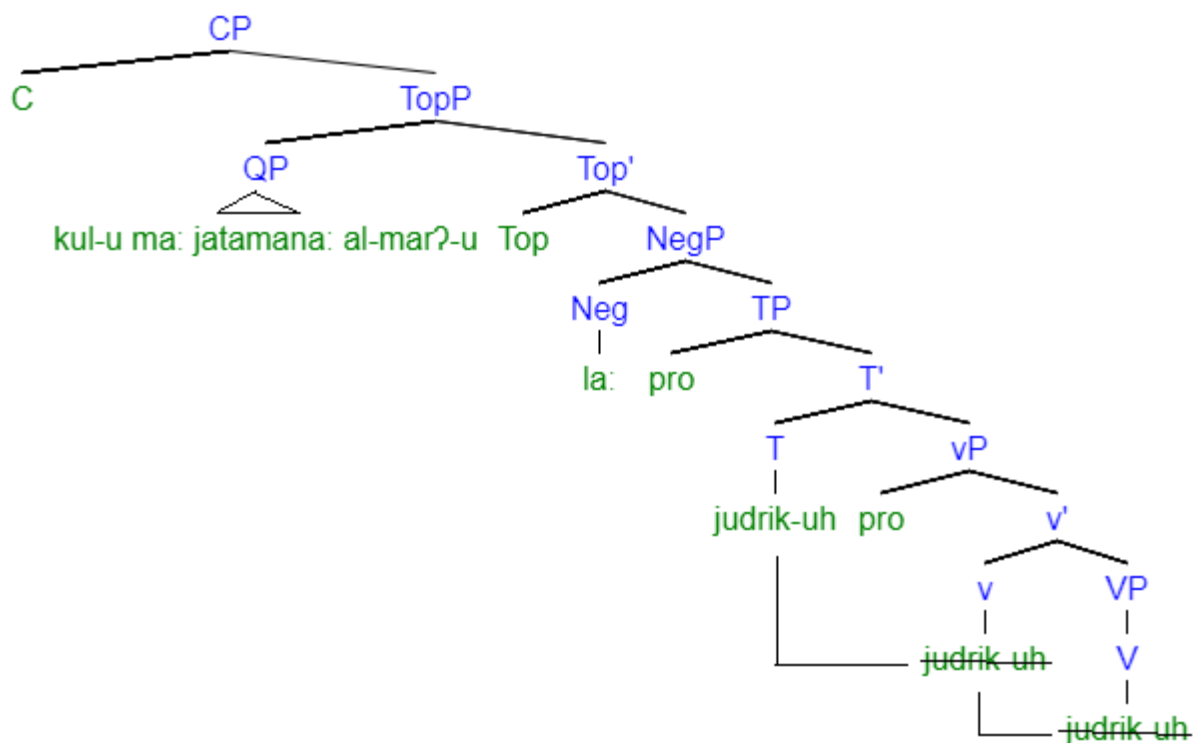 CP
C TopP
QP Top'
kul-u ma: jatamana: al-marʔ-u Top NegP
Neg TP
la: pro T'
T vP
judrik-uh pro v'
v VP
judrik-uh V
judrik-uh